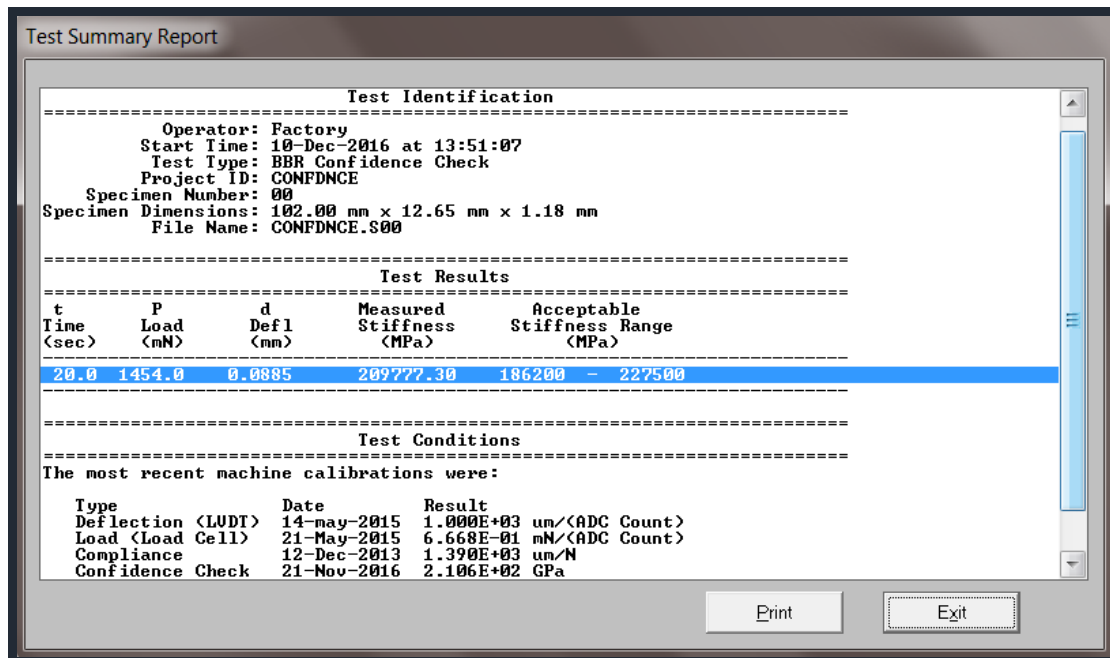 Test Summary Report
Test Identification
================================================================================
Operator: Factory
Start Time: 10-Dec-2016 at 13:51:07
Test Type: BBR Confidence Check
Project ID: CONFDNCE
Specimen Number: 00
Specimen Dimensions: 102.00 mm x 12.65 mm x 1.18 mm
File Name: CONFDNCE.S00
================================================================================
Test Results
================================================================================
t P d Measured Acceptable
Time Load Defl Stiffness Stiffness Range
(sec) (mN) (mm) (MPa) (MPa)
--------------------------------------------------------------------------------
20.0 1454.0 0.0885 209777.30 186200 - 227500
--------------------------------------------------------------------------------
================================================================================
Test Conditions
================================================================================
The most recent machine calibrations were:
Type Date Result
Deflection (LVDT) 14-may-2015 1.000E+03 um/(ADC Count)
Load (Load Cell) 21-May-2015 6.668E-01 mN/(ADC Count)
Compliance 12-Dec-2013 1.390E+03 um/N
Confidence Check 21-Nov-2016 2.106E+02 GPa
Print Exit